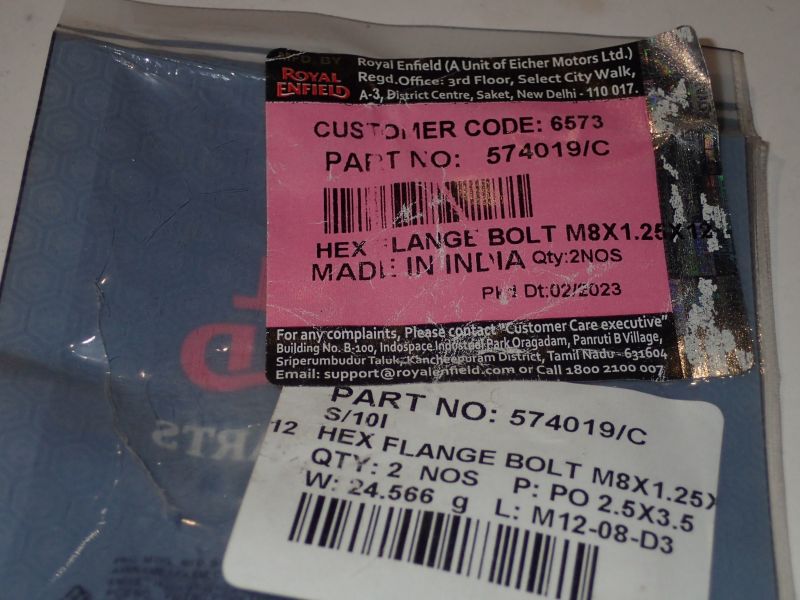 MFD. BY
ROYAL
ENFIELD
Royal Enfield (A Unit of Eicher Motors Ltd.)
Regd.Office: 3rd Floor, Select City Walk,
A-3, District Centre, Saket, New Delhi - 110 017.
CUSTOMER CODE: 6573
PART NO: 574019/C
HEX FLANGE BOLT M8X1.25X12
MADE IN INDIA Qty:2NOS
Pkd Dt:02/2023
For any complaints, Please contact "Customer Care executive"
Building No. B-100, Indospace Industrial Park Oragadam, Panruti B Village,
Sriperumbudur Taluk, Kancheepuram District, Tamil Nadu - 631604
Email: support@royalenfield.com or Call 1800 2100 007
PART NO: 574019/C
S/10I
12 HEX FLANGE BOLT M8X1.25X
QTY: 2 NOS P: PO 2.5X3.5
W: 24.566 g L: M12-08-D3